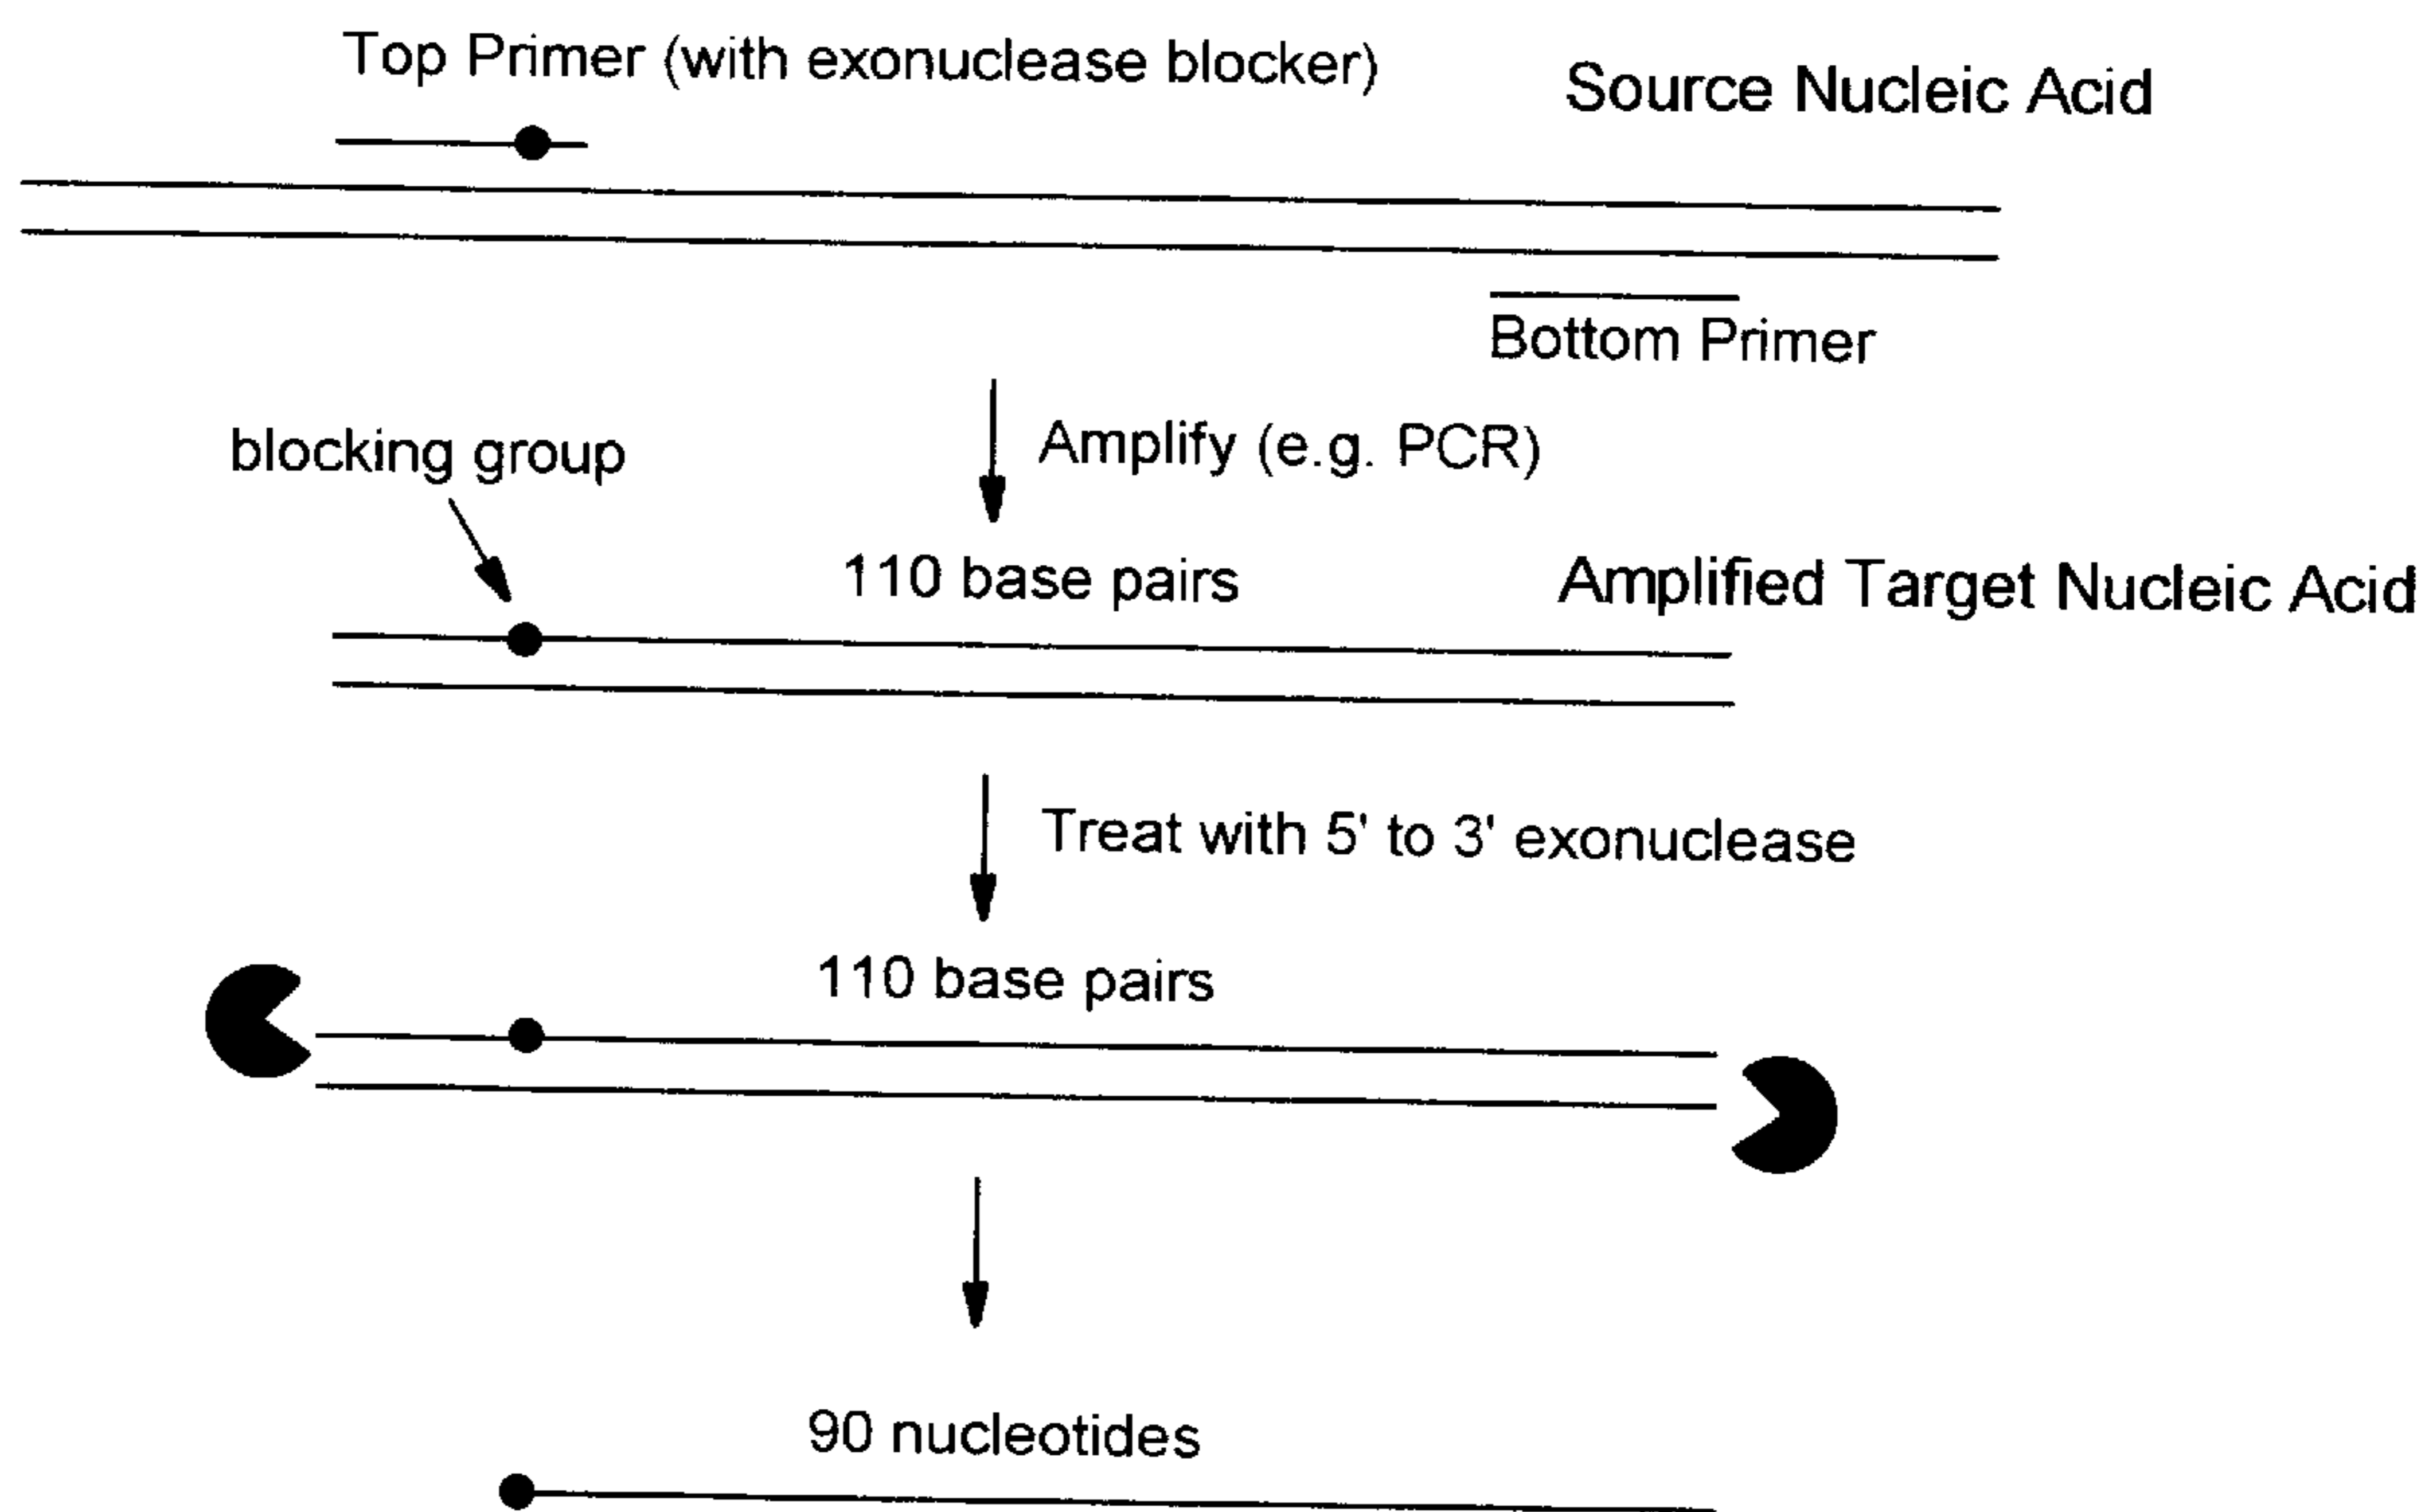 Top Primer (with exonuclease blocker)
Source Nucleic Acid
Bottom Primer
blocking group
Amplify (e.g. PCR)
110 base pairs
Amplified Target Nucleic Acid
Treat with 5' to 3' exonuclease
110 base pairs
90 nucleotides